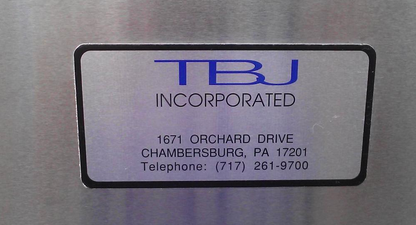 TBJ
INCORPORATED
1671 ORCHARD DRIVE
CHAMBERSBURG, PA 17201
Telephone: (717) 261-9700